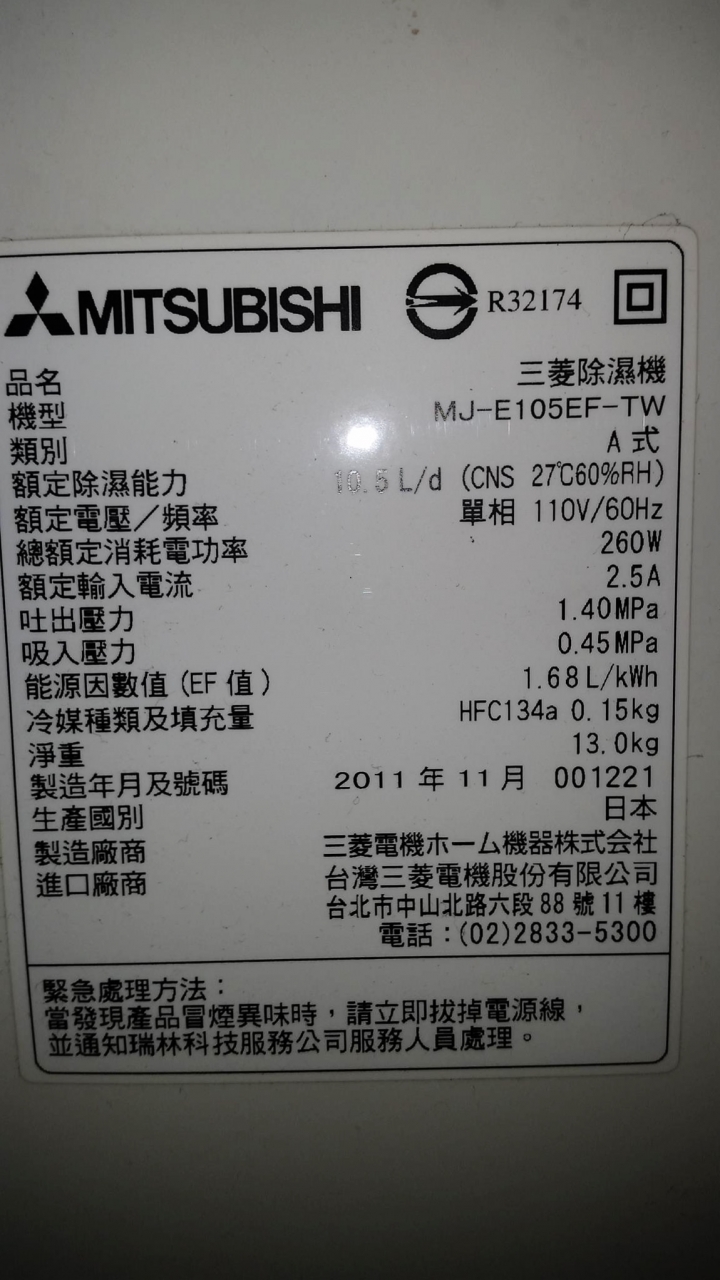 MITSUBISHI R32174
品名 三菱除濕機
機型 MJ-E105EF-TW
類別 A 式
額定除濕能力 10.5 L/d (CNS 27℃60%RH)
額定電壓／頻率 單相 110V/60Hz
總額定消耗電功率 260W
額定輸入電流 2.5A
吐出壓力 1.40MPa
吸入壓力 0.45MPa
能源因數值 (EF 值) 1.68L/kWh
冷媒種類及填充量 HFC134a 0.15kg
淨重 13.0kg
製造年月及號碼 2011 年 11 月 001221
生產國別 日本
製造廠商 三菱電機ホーム機器株式会社
進口廠商 台灣三菱電機股份有限公司
台北市中山北路六段 88 號 11 樓
電話：(02)2833-5300
緊急處理方法：
當發現產品冒煙異味時，請立即拔掉電源線，
並通知瑞林科技服務公司服務人員處理。